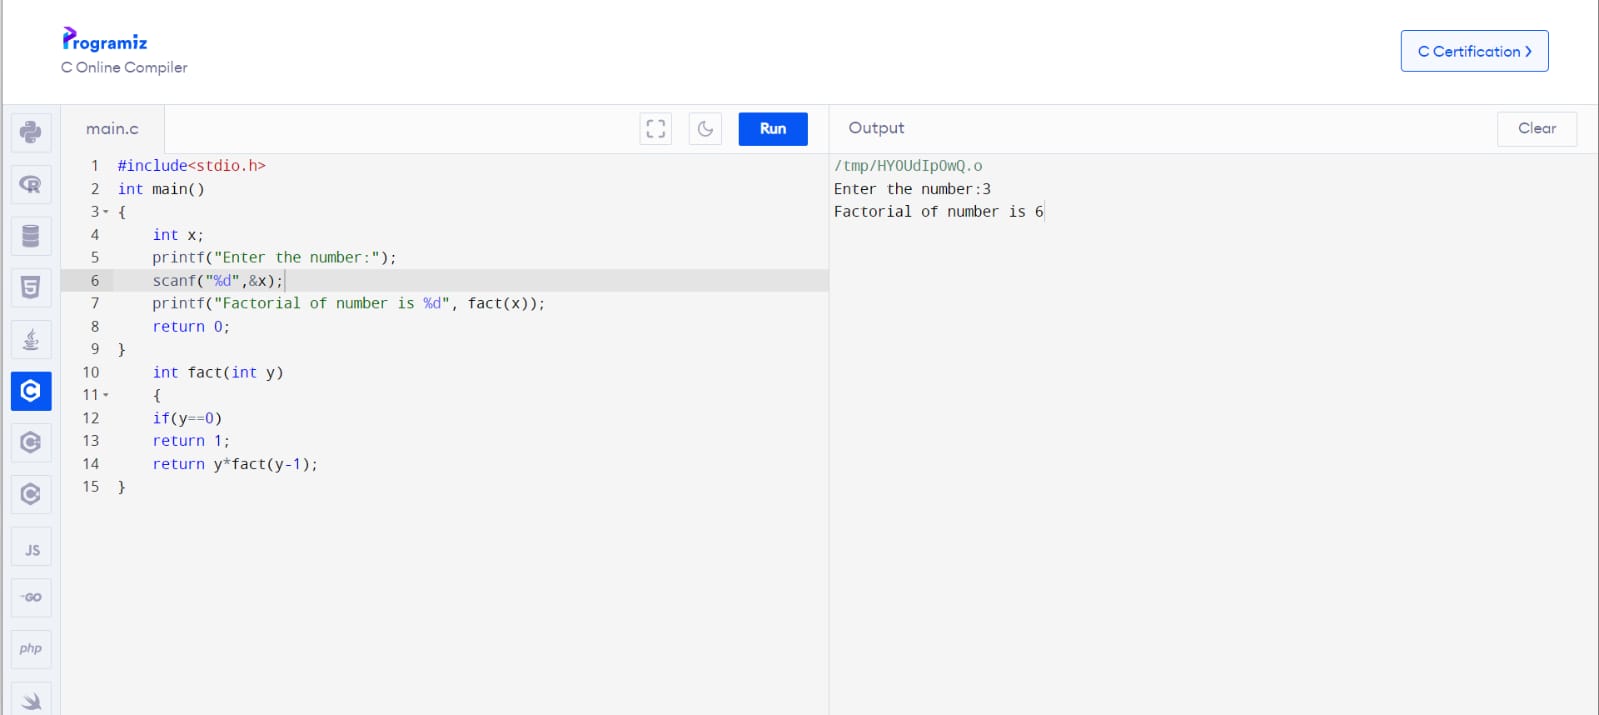 Programiz
C Online Compiler
C Certification >
main.c
Run
Output
Clear
1 #include<stdio.h>
2 int main()
3 {
4 int x;
5 printf("Enter the number:");
6 scanf("%d",&x);
7 printf("Factorial of number is %d", fact(x));
8 return 0;
9 }
10 int fact(int y)
11 {
12 if(y==0)
13 return 1;
14 return y*fact(y-1);
15 }
/tmp/HYOUdIpOwQ.o
Enter the number:3
Factorial of number is 6
R
5
C
C
C
JS
GO
php